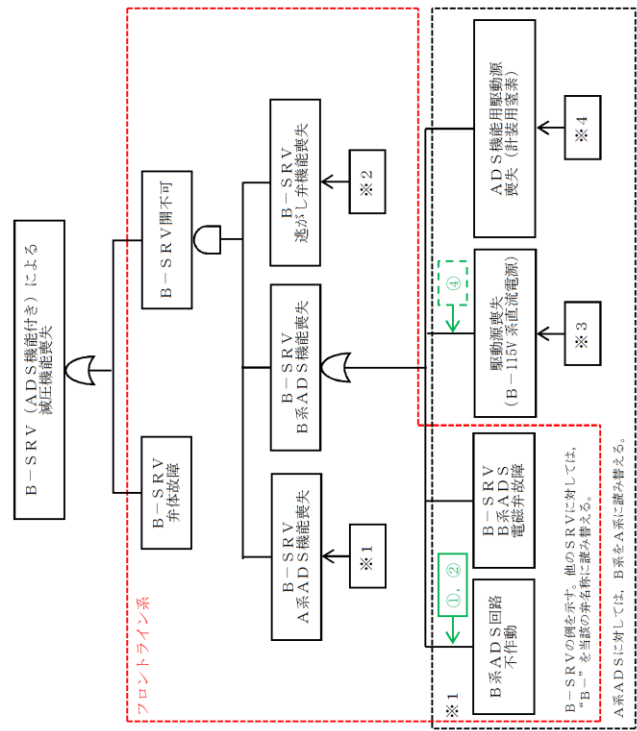 B－SRV（ADS機能付き）による
減圧機能喪失
フロントライン系
B－SRV
弁体故障
B－SRV開不可
B－SRV
A系ADS機能喪失
B－SRV
B系ADS機能喪失
B－SRV
逃がし弁機能喪失
※1
※2
※1
①，②
④
B系ADS回路
不作動
B－SRV
B系ADS
電磁弁故障
駆動源喪失
（B－115V系直流電源）
ADS機能用駆動源
喪失
（計装用窒素）
※3
※4
B－SRVの例を示す。他のSRVに対しては，
“B－”を当該の弁名称に読み替える。
A系ADSに対しては，B系をA系に読み替える。